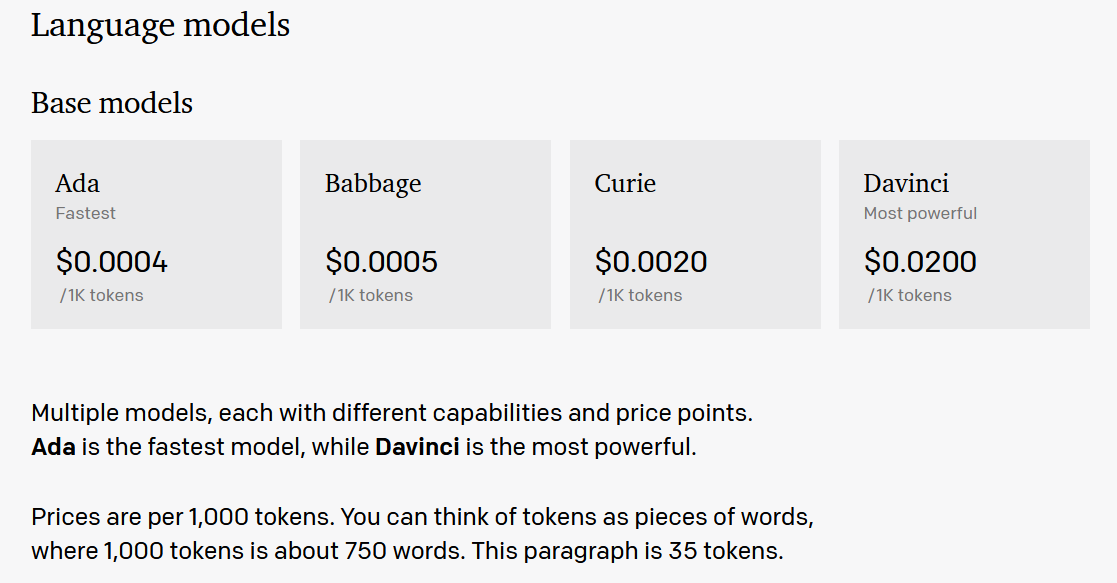 Language models
Base models
Ada
Fastest
$0.0004
/1K tokens
Babbage
$0.0005
/1K tokens
Curie
$0.0020
/1K tokens
Davinci
Most powerful
$0.0200
/1K tokens
Multiple models, each with different capabilities and price points.
Ada is the fastest model, while Davinci is the most powerful.
Prices are per 1,000 tokens. You can think of tokens as pieces of words,
where 1,000 tokens is about 750 words. This paragraph is 35 tokens.